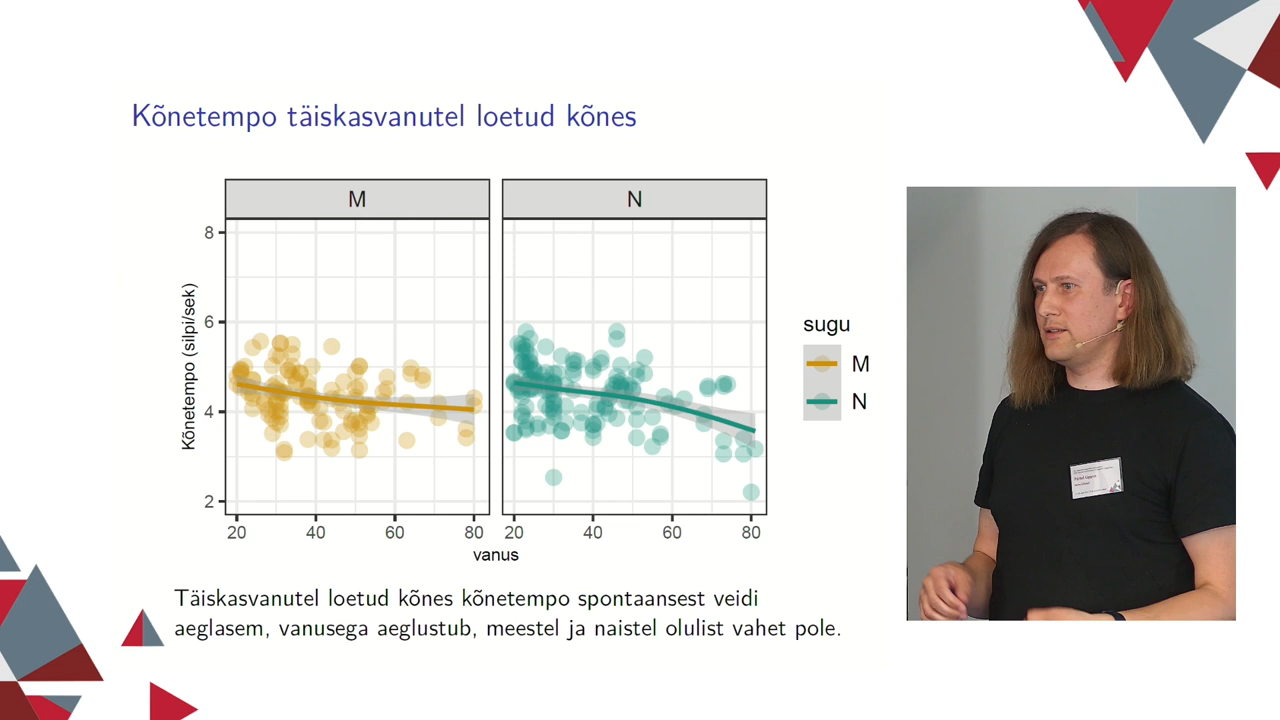 Kõnetempo täiskasvanutel loetud kõnes
M
N
Kõnetempo (silpi/sek)
8
6
4
2
20 40 60 80
20 40 60 80
vanus
sugu
M
N
Täiskasvanutel loetud kõnes kõnetempo spontaansest veidi
aeglasem, vanusega aeglustub, meestel ja naistel olulist vahet pole.